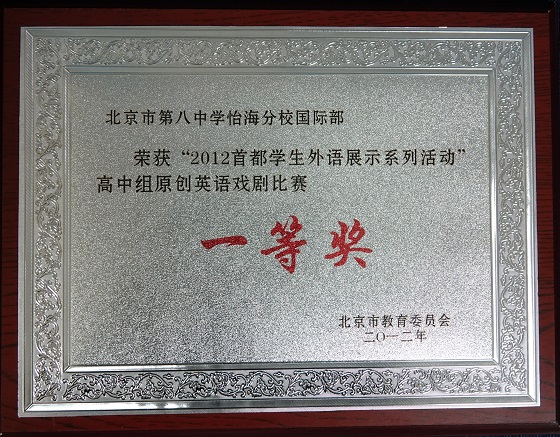 北京市第八中学怡海分校国际部
荣获“2012首都学生外语展示系列活动”
高中组原创英语戏剧比赛
一等奖
北京市教育委员会
二〇一二年